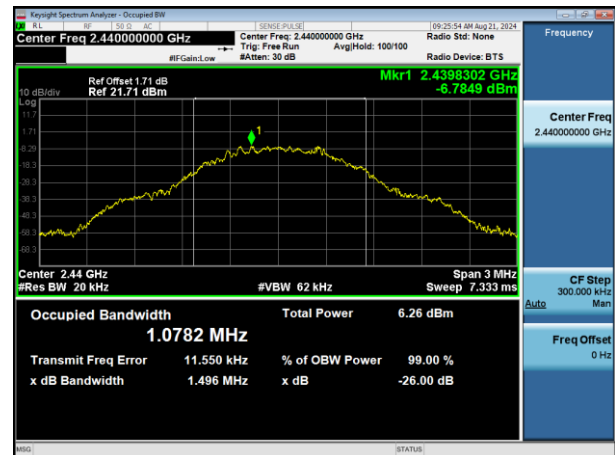 Keysight Spectrum Analyzer - Occupied BW
RL RF 50 Ω AC SENSE:PULSE 09:25:54 AM Aug 21, 2024
Center Freq 2.440000000 GHz
Center Freq: 2.440000000 GHz Radio Std: None
Trig: Free Run Avg|Hold: 100/100
#IFGain:Low #Atten: 30 dB Radio Device: BTS
Ref Offset 1.71 dB
10 dB/div Ref 21.71 dBm
Mkr1 2.4398302 GHz
-6.7849 dBm
Log
11.7
1.71
-8.29
-18.3
-28.3
-38.3
-48.3
-58.3
-68.3
1
Center 2.44 GHz Span 3 MHz
#Res BW 20 kHz #VBW 62 kHz Sweep 7.333 ms
Occupied Bandwidth Total Power 6.26 dBm
1.0782 MHz
Transmit Freq Error 11.550 kHz % of OBW Power 99.00 %
x dB Bandwidth 1.496 MHz x dB -26.00 dB
MSG STATUS
Frequency
Center Freq
2.440000000 GHz
CF Step
300.000 kHz
Auto Man
Freq Offset
0 Hz